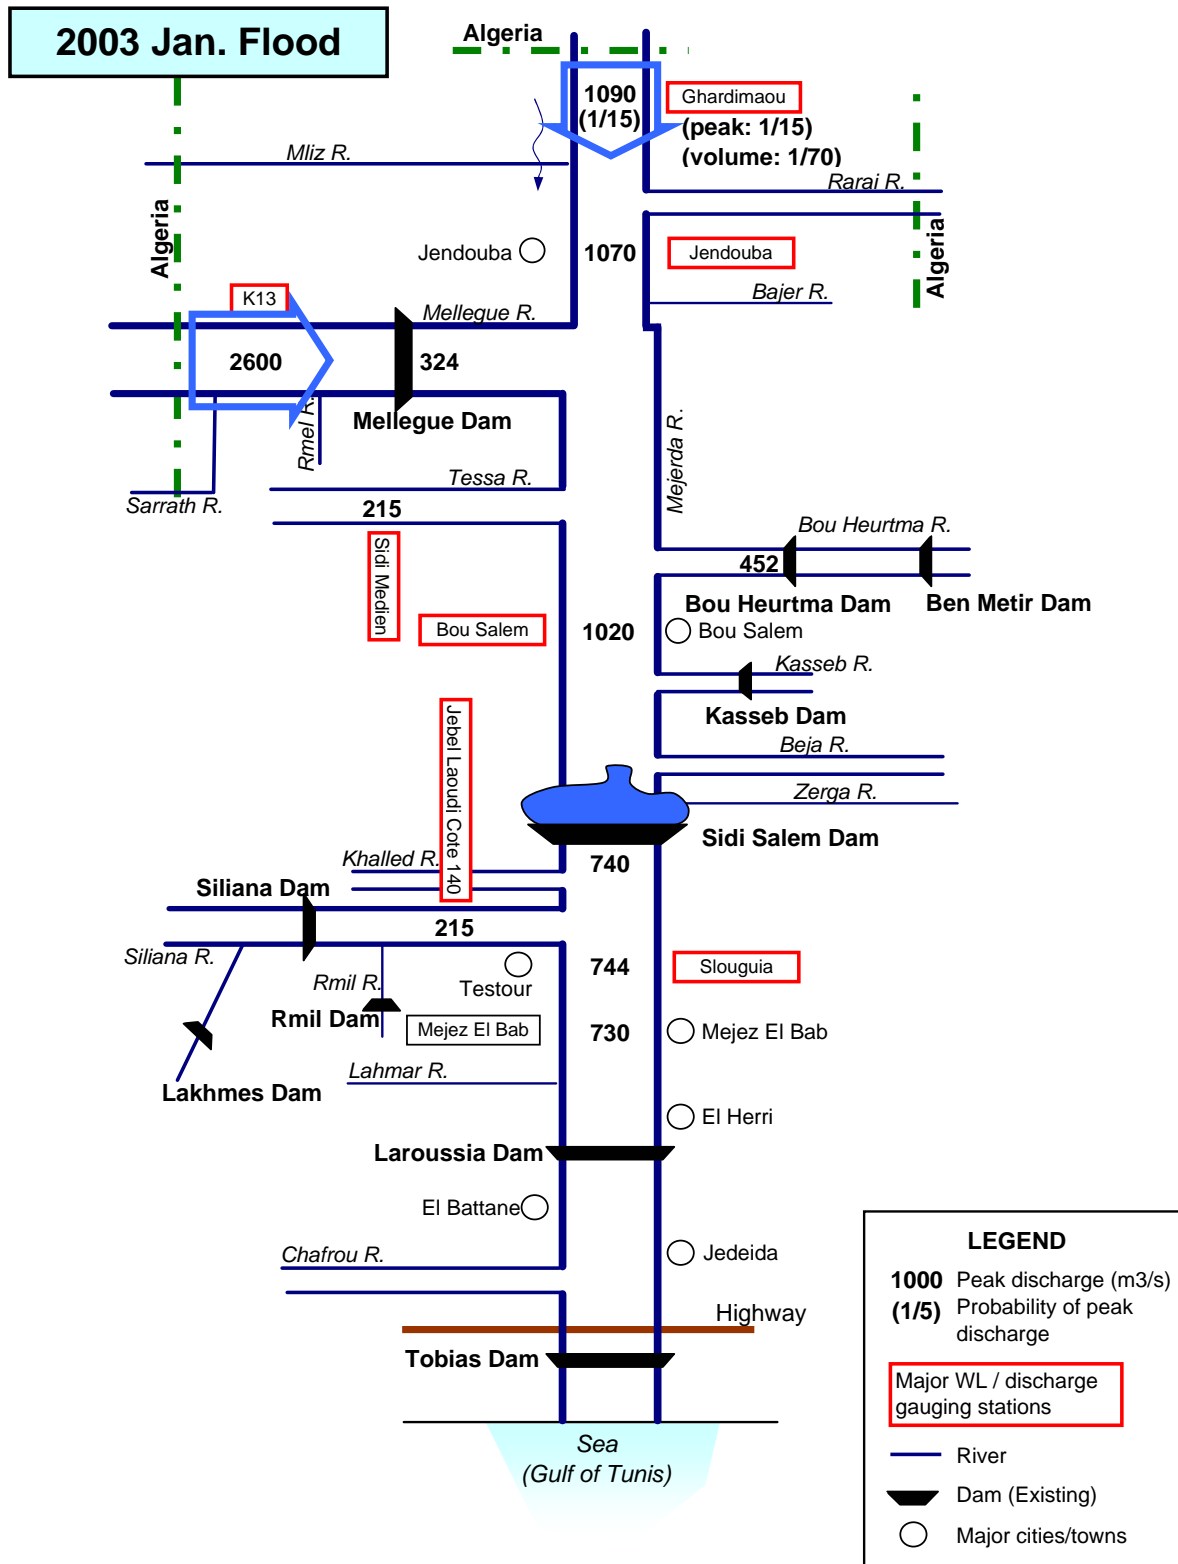 2003 Jan. Flood
Algeria
1090
(1/15)
Ghardimaou
(peak: 1/15)
(volume: 1/70)
Mliz R.
Rarai R.
Algeria
Algeria
Jendouba
1070
Jendouba
Bajer R.
K13
Mellegue R.
2600
324
Mellegue Dam
Rmel R.
Sarrath R.
Tessa R.
215
Mejerda R.
Sidi Medien
Bou Heurtma R.
452
Bou Heurtma Dam
Ben Metir Dam
Bou Salem
1020
Bou Salem
Kasseb R.
Kasseb Dam
Jebel Laoudi Cote 140
Beja R.
Zerga R.
Sidi Salem Dam
740
Khalled R.
Siliana Dam
215
Siliana R.
Rmil R.
Testour
744
Slouguia
Rmil Dam
Mejez El Bab
730
Mejez El Bab
Lahmar R.
Lakhmes Dam
El Herri
Laroussia Dam
El Battane
Jedeida
Chafrou R.
Highway
Tobias Dam
Sea
(Gulf of Tunis)
LEGEND
1000 Peak discharge (m3/s)
(1/5) Probability of peak
discharge
Major WL / discharge
gauging stations
River
Dam (Existing)
Major cities/towns